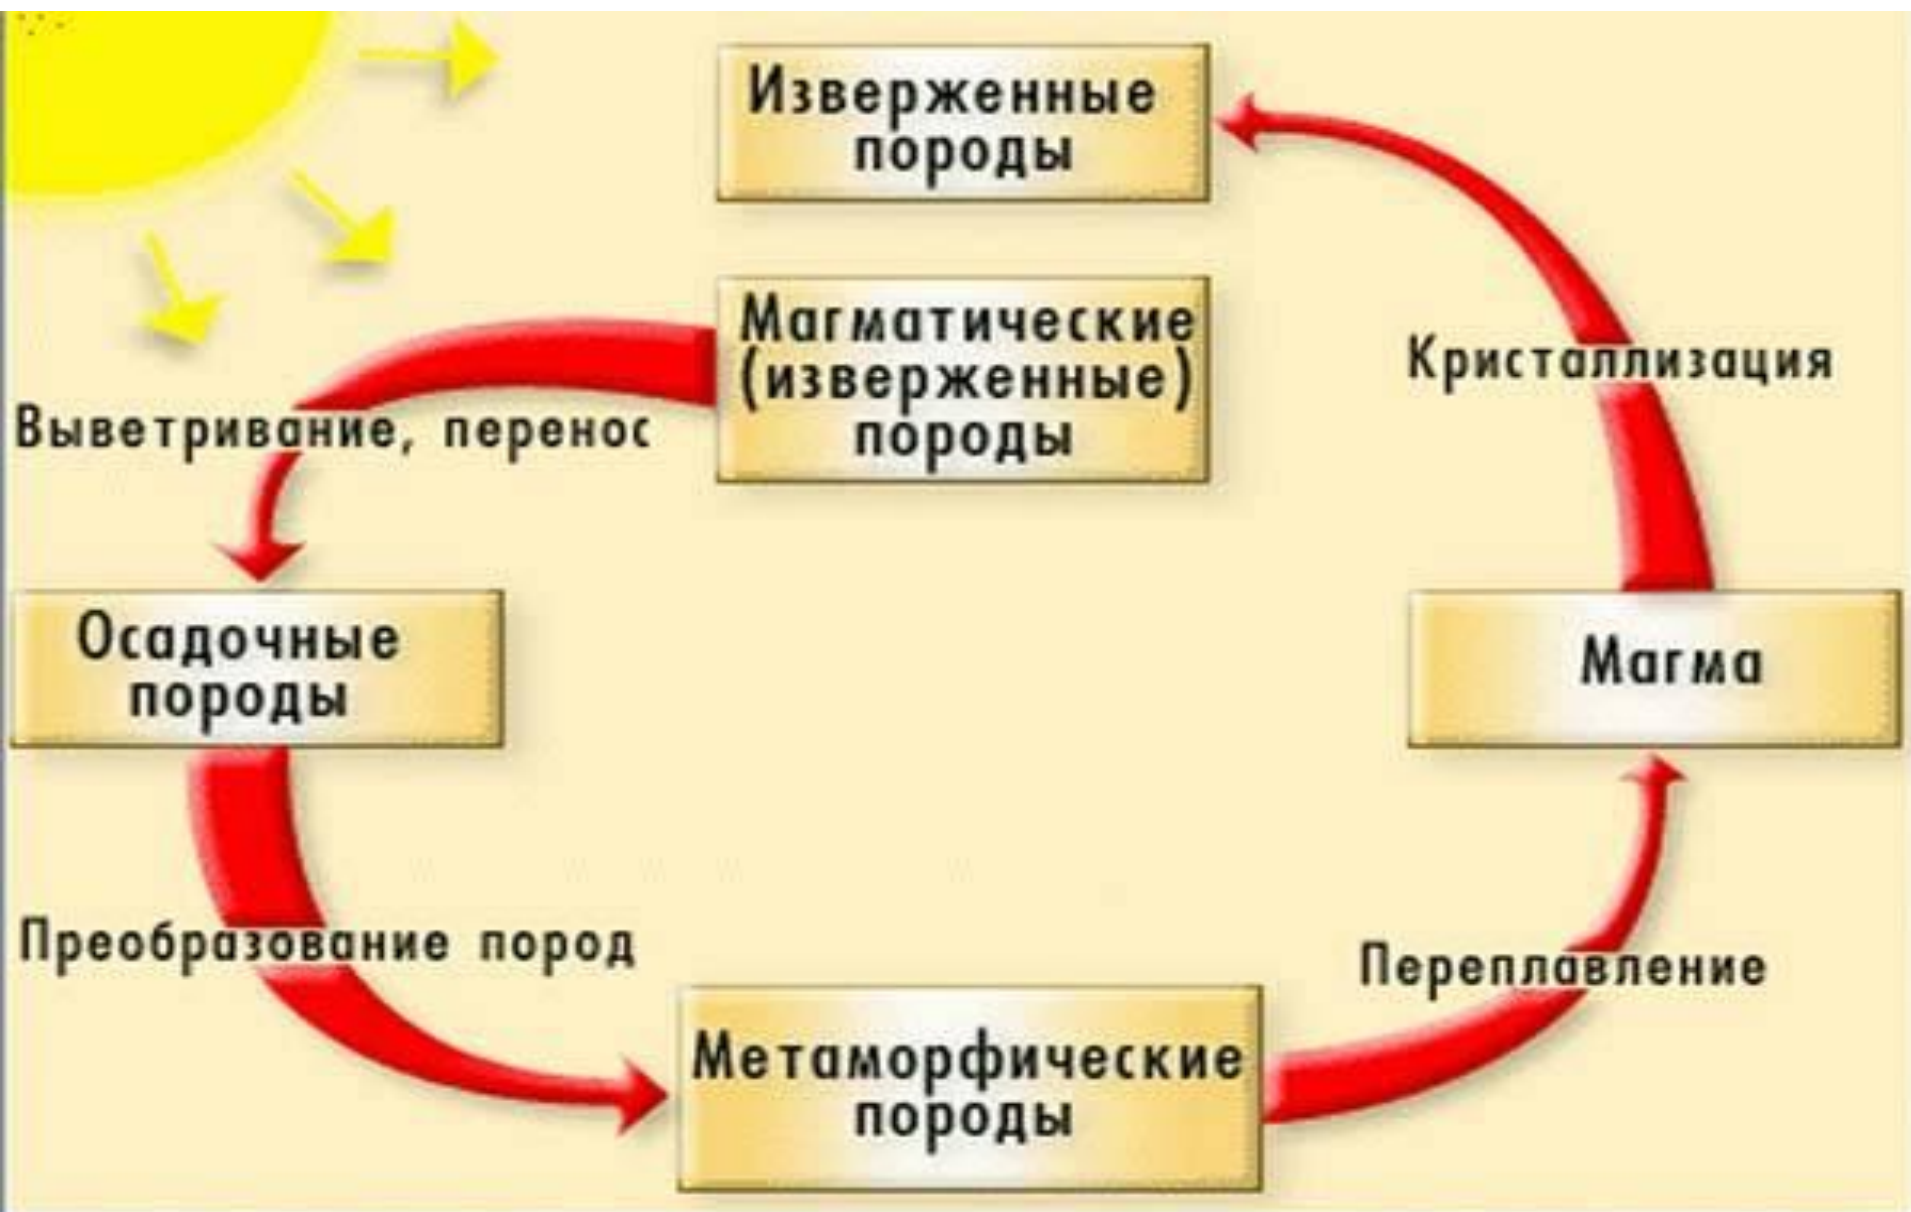 Изверженные
породы
Магматические
(изверженные)
породы
Кристаллизация
Выветривание, перенос
Осадочные
породы
Магма
Преобразование пород
Переплавление
Метаморфические
породы